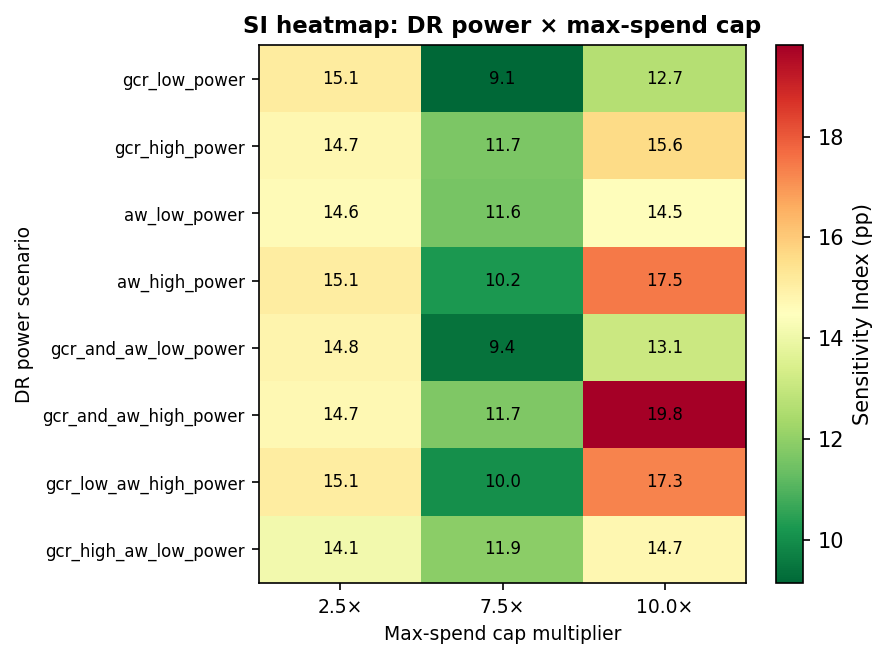 SI heatmap: DR power × max-spend cap
DR power scenario
gcr_low_power 15.1 9.1 12.7
gcr_high_power 14.7 11.7 15.6
aw_low_power 14.6 11.6 14.5
aw_high_power 15.1 10.2 17.5
gcr_and_aw_low_power 14.8 9.4 13.1
gcr_and_aw_high_power 14.7 11.7 19.8
gcr_low_aw_high_power 15.1 10.0 17.3
gcr_high_aw_low_power 14.1 11.9 14.7
2.5× 7.5× 10.0×
Max-spend cap multiplier
18
16
14
12
10
Sensitivity Index (pp)